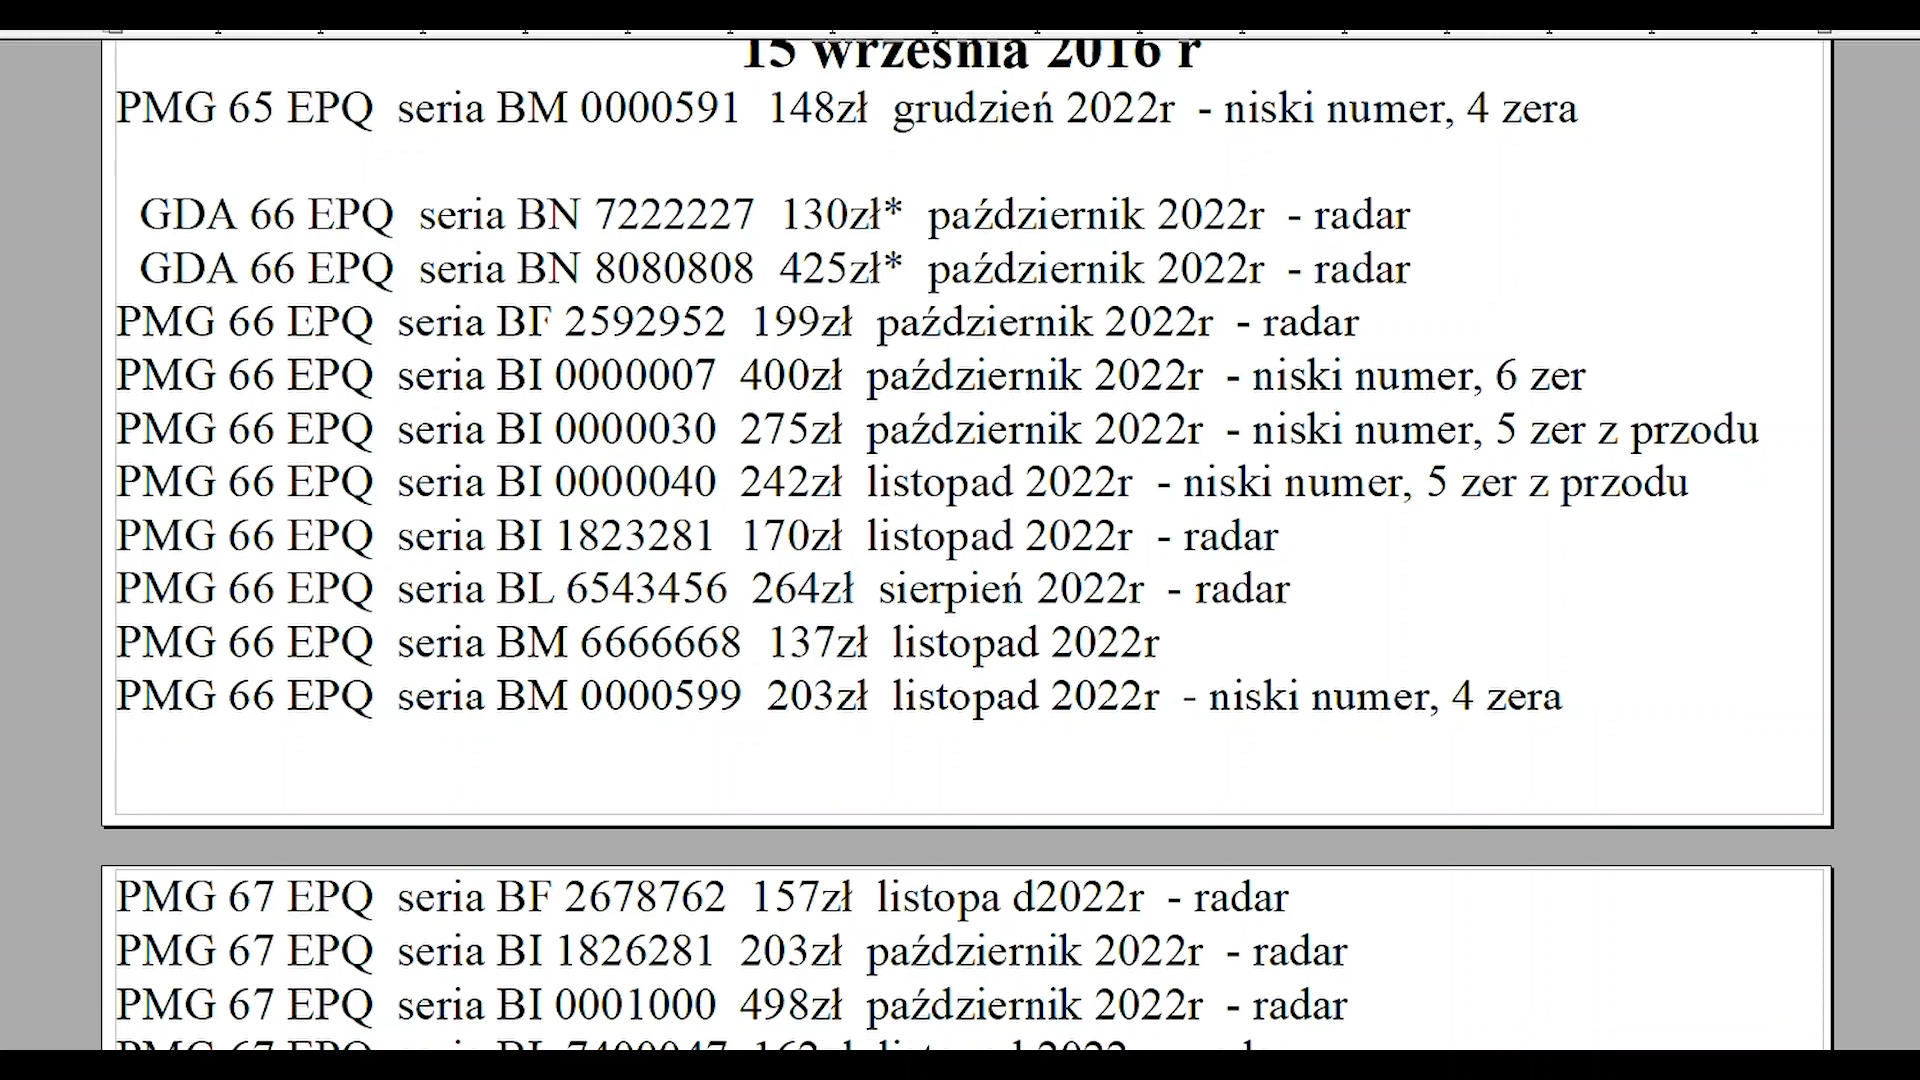 15 września 2016 r
PMG 65 EPQ seria BM 0000591 148zł grudzień 2022r - niski numer, 4 zera
GDA 66 EPQ seria BN 7222227 130zł* październik 2022r - radar
GDA 66 EPQ seria BN 8080808 425zł* październik 2022r - radar
PMG 66 EPQ seria BF 2592952 199zł październik 2022r - radar
PMG 66 EPQ seria BI 0000007 400zł październik 2022r - niski numer, 6 zer
PMG 66 EPQ seria BI 0000030 275zł październik 2022r - niski numer, 5 zer z przodu
PMG 66 EPQ seria BI 0000040 242zł listopad 2022r - niski numer, 5 zer z przodu
PMG 66 EPQ seria BI 1823281 170zł listopad 2022r - radar
PMG 66 EPQ seria BL 6543456 264zł sierpień 2022r - radar
PMG 66 EPQ seria BM 6666668 137zł listopad 2022r
PMG 66 EPQ seria BM 0000599 203zł listopad 2022r - niski numer, 4 zera
PMG 67 EPQ seria BF 2678762 157zł listopa d2022r - radar
PMG 67 EPQ seria BI 1826281 203zł październik 2022r - radar
PMG 67 EPQ seria BI 0001000 498zł październik 2022r - radar